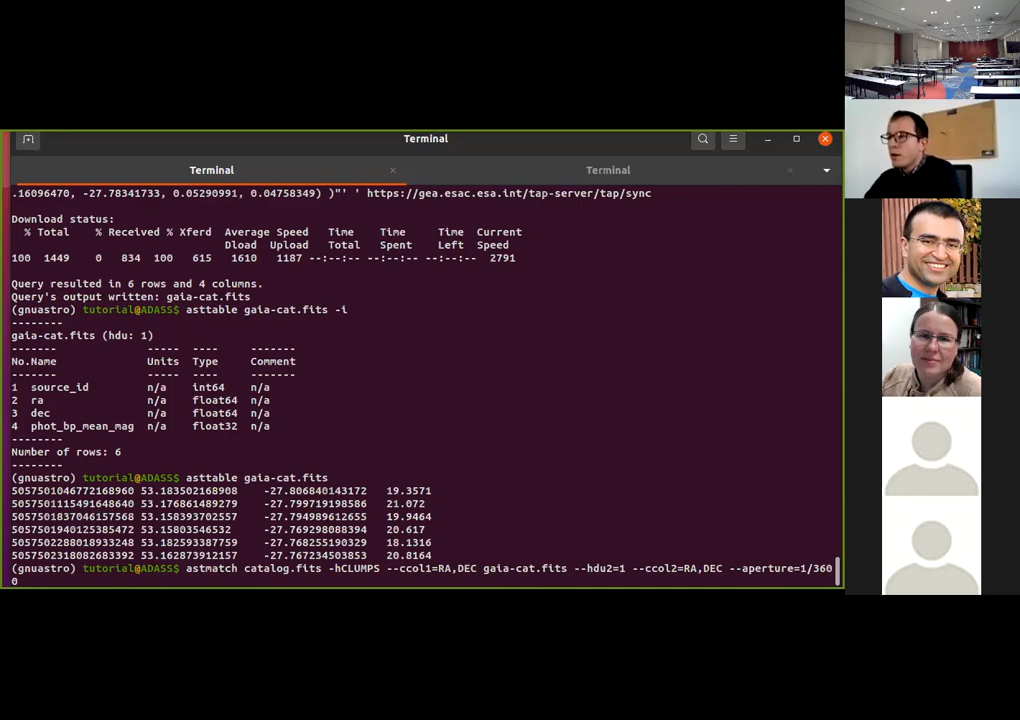 Terminal
Terminal
Terminal
.16096470, -27.78341733, 0.05290991, 0.04758349) )"' ' https://gea.esac.esa.int/tap-server/tap/sync
Download status:
% Total % Received % Xferd Average Speed Time Time Time Current
Dload Upload Total Spent Left Speed
100 1449 0 834 100 615 1610 1187 --:--:-- --:--:-- --:--:-- 2791
Query resulted in 6 rows and 4 columns.
Query's output written: gaia-cat.fits
(gnuastro) tutorial@ADASS$ asttable gaia-cat.fits -i
--------
gaia-cat.fits (hdu: 1)
------- ----- ---- -------
No.Name Units Type Comment
------- ----- ---- -------
1 source_id n/a int64 n/a
2 ra n/a float64 n/a
3 dec n/a float64 n/a
4 phot_bp_mean_mag n/a float32 n/a
--------
Number of rows: 6
--------
(gnuastro) tutorial@ADASS$ asttable gaia-cat.fits
5057501046772168960 53.183502168908 -27.806840143172 19.3571
5057501115491648640 53.176861489279 -27.799719198586 21.072
5057501837046157568 53.158393702557 -27.794989612655 19.9464
5057501940125385472 53.15803546532 -27.769298088394 20.617
5057502288018933248 53.182593387759 -27.768255190309 18.1316
5057502318082683392 53.162873912157 -27.767234503853 20.8164
(gnuastro) tutorial@ADASS$ astmatch catalog.fits -hCLUMPS --ccol1=RA,DEC gaia-cat.fits --hdu2=1 --ccol2=RA,DEC --aperture=1/360
0